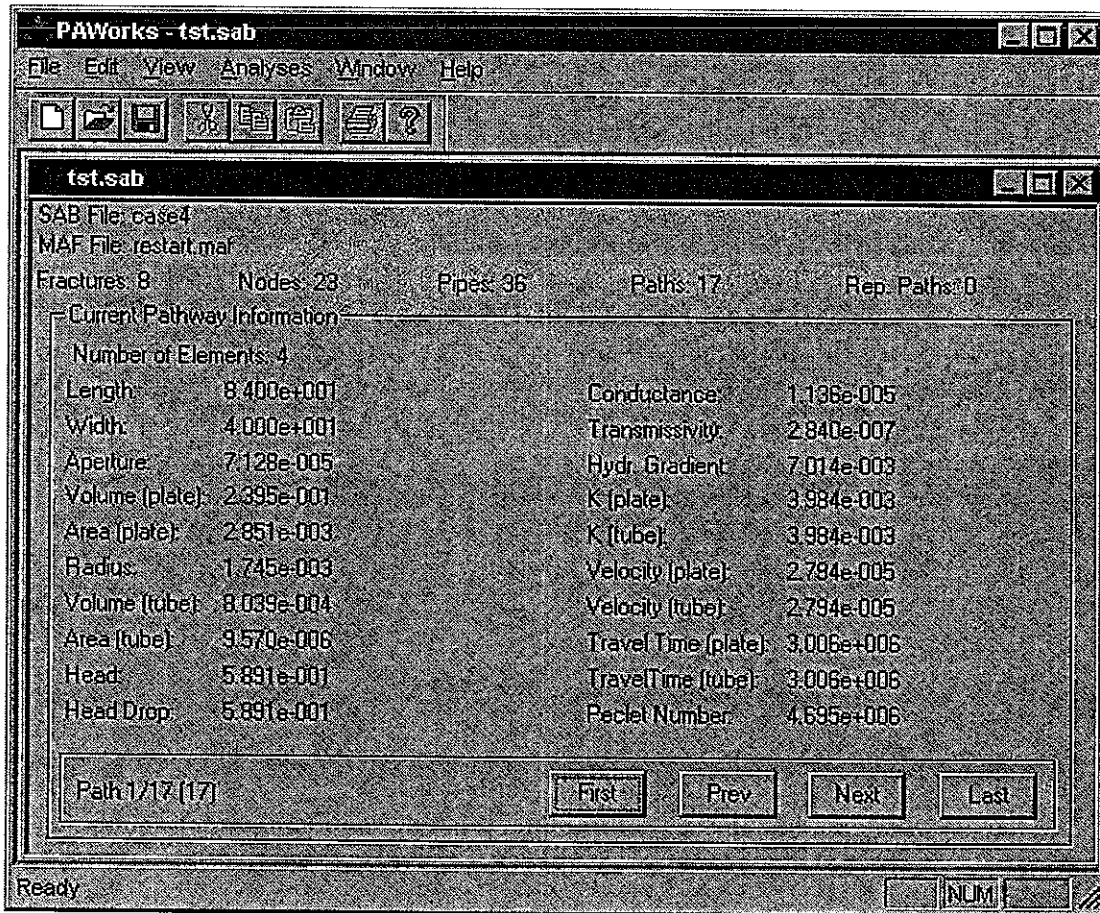 PAWorks - tst.sab
File Edit View Analyses Window Help
tst.sab
SAB File: case4
MAF File: restart.maf
Fractures: 8 Nodes: 23 Pipes: 36 Paths: 17 Rep. Paths: 0
Current Pathway Information
Number of Elements: 4
Length: 8.400e+001 Conductance: 1.136e-005
Width: 4.000e+001 Transmissivity: 2.840e-007
Aperture: 7.128e-005 Hydr. Gradient: 7.014e-003
Volume (plate): 2.395e-001 K (plate): 3.984e-003
Area (plate): 2.851e-003 K (tube): 3.984e-003
Radius: 1.745e-003 Velocity (plate): 2.794e-005
Volume (tube): 8.039e-004 Velocity (tube): 2.794e-005
Area (tube): 9.570e-006 Travel Time (plate): 3.006e+006
Head: 5.891e-001 TravelTime (tube): 3.006e+006
Head Drop: 5.891e-001 Peclet Number: 4.695e+006
Path 1/17 (17) First Prev Next Last
Ready NUM